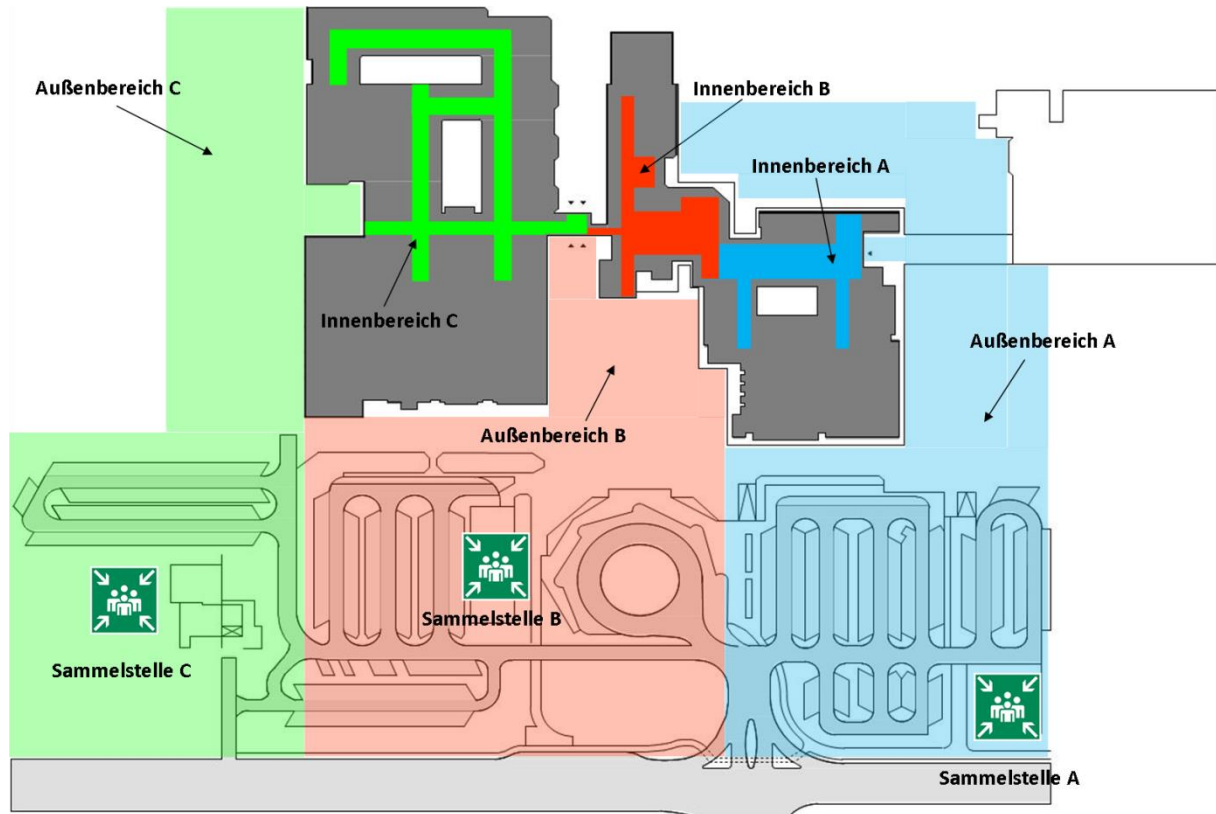 Außenbereich C
Innenbereich B
Innenbereich A
Innenbereich C
Außenbereich A
Außenbereich B
Sammelstelle B
Sammelstelle C
Sammelstelle A